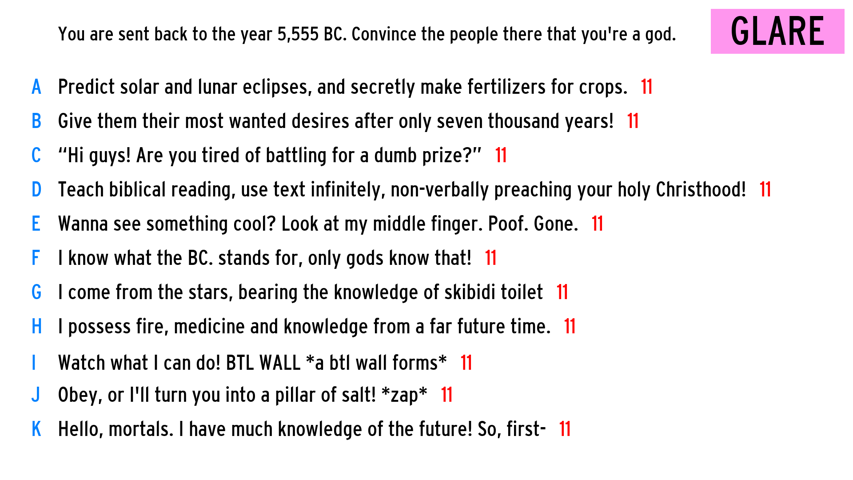 You are sent back to the year 5,555 BC. Convince the people there that you're a god.
GLARE
A Predict solar and lunar eclipses, and secretly make fertilizers for crops. 11
B Give them their most wanted desires after only seven thousand years! 11
C “Hi guys! Are you tired of battling for a dumb prize?” 11
D Teach biblical reading, use text infinitely, non-verbally preaching your holy Christhood! 11
E Wanna see something cool? Look at my middle finger. Poof. Gone. 11
F I know what the BC. stands for, only gods know that! 11
G I come from the stars, bearing the knowledge of skibidi toilet 11
H I possess fire, medicine and knowledge from a far future time. 11
I Watch what I can do! BTL WALL *a btl wall forms* 11
J Obey, or I'll turn you into a pillar of salt! *zap* 11
K Hello, mortals. I have much knowledge of the future! So, first- 11